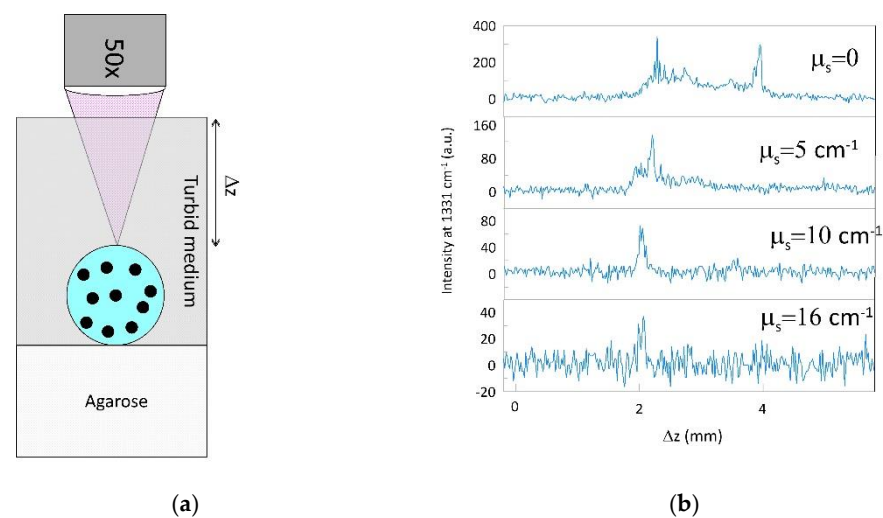 50x
Δz
Turbid medium
Agarose
(a)
(b)
Intensity at 1331 cm⁻¹ (a.u.)
400
200
0
μₛ=0
160
80
0
μₛ=5 cm⁻¹
80
40
0
μₛ=10 cm⁻¹
40
20
0
-20
μₛ=16 cm⁻¹
0 2 4
Δz (mm)